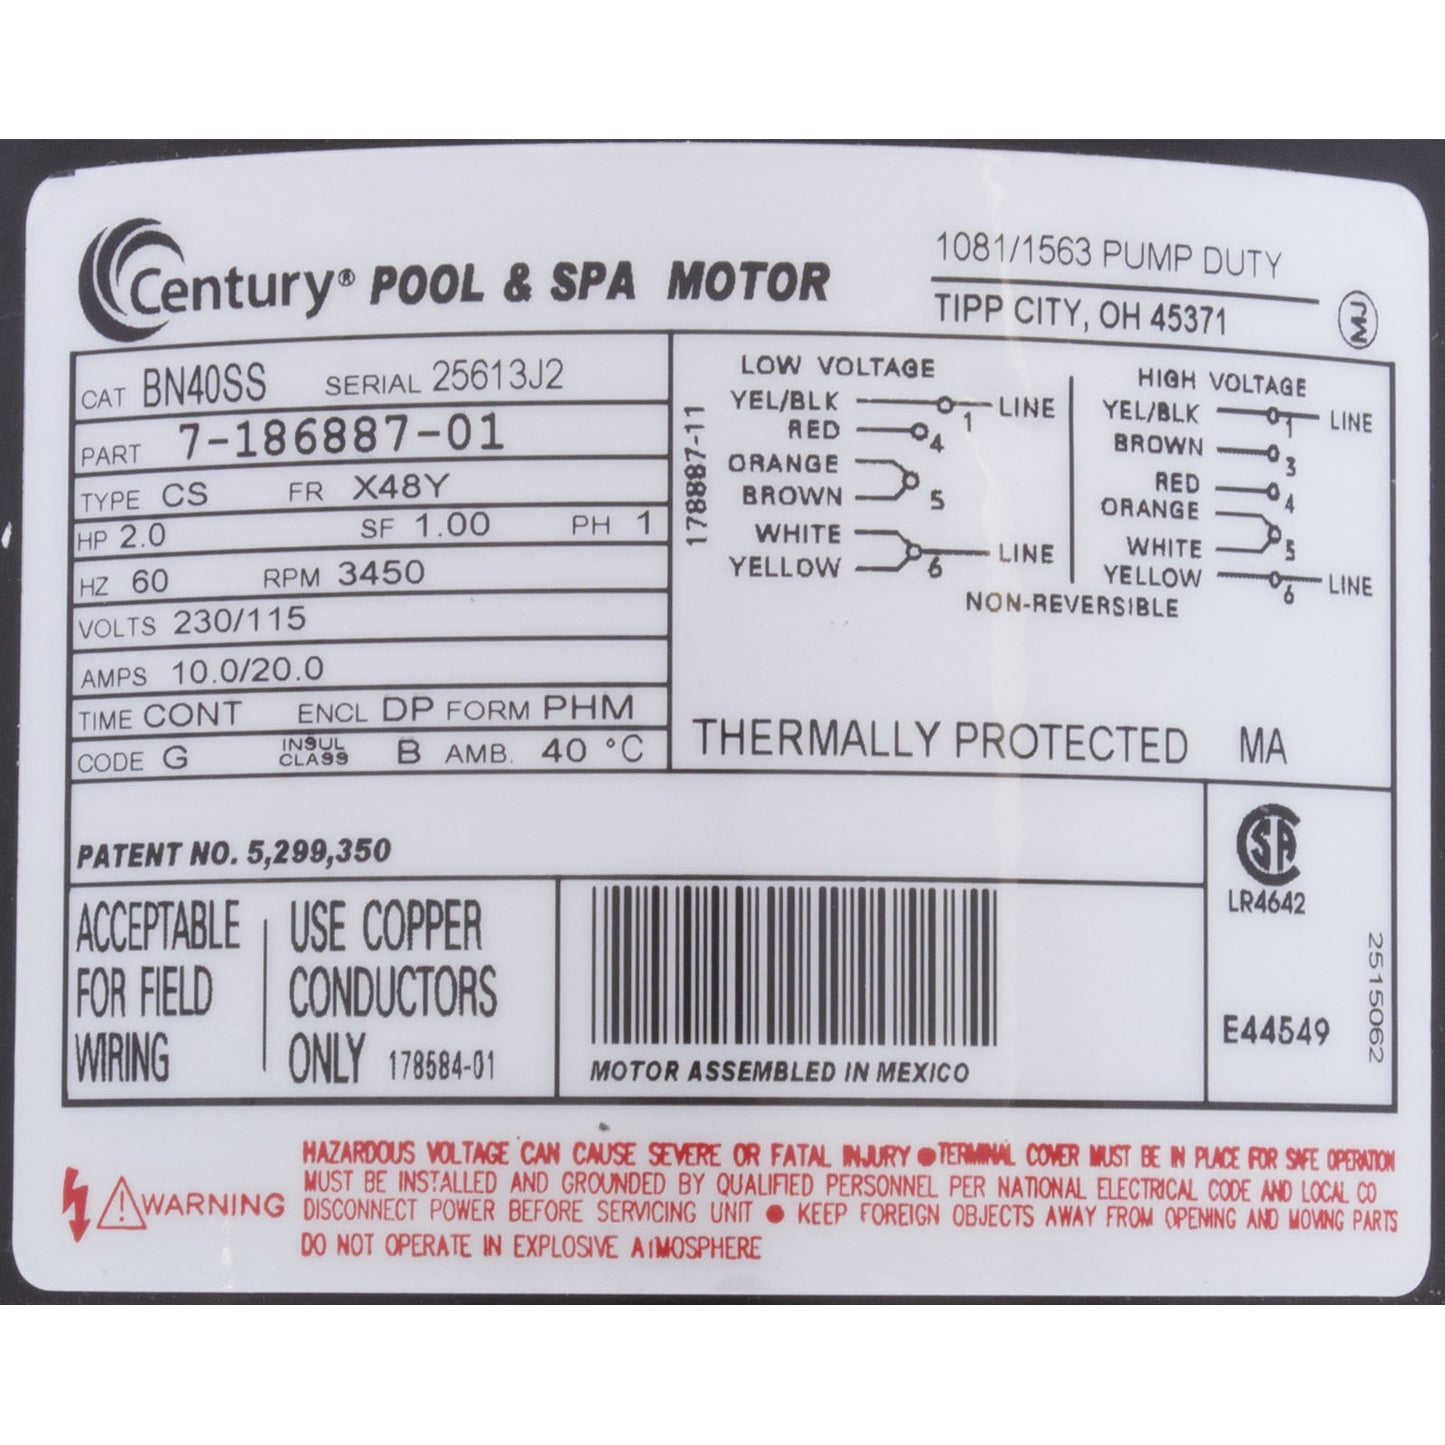 Century® POOL & SPA MOTOR
1081/1563 PUMP DUTY
TIPP CITY, OH 45371
CAT BN40SS SERIAL 25613J2
PART 7-186887-01
TYPE CS FR X48Y
HP 2.0 SF 1.00 PH 1
HZ 60 RPM 3450
VOLTS 230/115
AMPS 10.0/20.0
TIME CONT ENCL DP FORM PHM
CODE G INSUL CLASS B AMB. 40 °C
178887-11
LOW VOLTAGE
YEL/BLK 1 LINE
RED 4
ORANGE
BROWN 5
WHITE
YELLOW 6 LINE
HIGH VOLTAGE
YEL/BLK 1 LINE
BROWN 3
RED 4
ORANGE
WHITE 5
YELLOW 6 LINE
NON-REVERSIBLE
THERMALLY PROTECTED MA
PATENT NO. 5,299,350
ACCEPTABLE
FOR FIELD
WIRING
USE COPPER
CONDUCTORS
ONLY 178584-01
MOTOR ASSEMBLED IN MEXICO
LR4642
E44549
2515062
WARNING
HAZARDOUS VOLTAGE CAN CAUSE SEVERE OR FATAL INJURY ● TERMINAL COVER MUST BE IN PLACE FOR SAFE OPERATION
MUST BE INSTALLED AND GROUNDED BY QUALIFIED PERSONNEL PER NATIONAL ELECTRICAL CODE AND LOCAL CO
DISCONNECT POWER BEFORE SERVICING UNIT ● KEEP FOREIGN OBJECTS AWAY FROM OPENING AND MOVING PARTS
DO NOT OPERATE IN EXPLOSIVE ATMOSPHERE